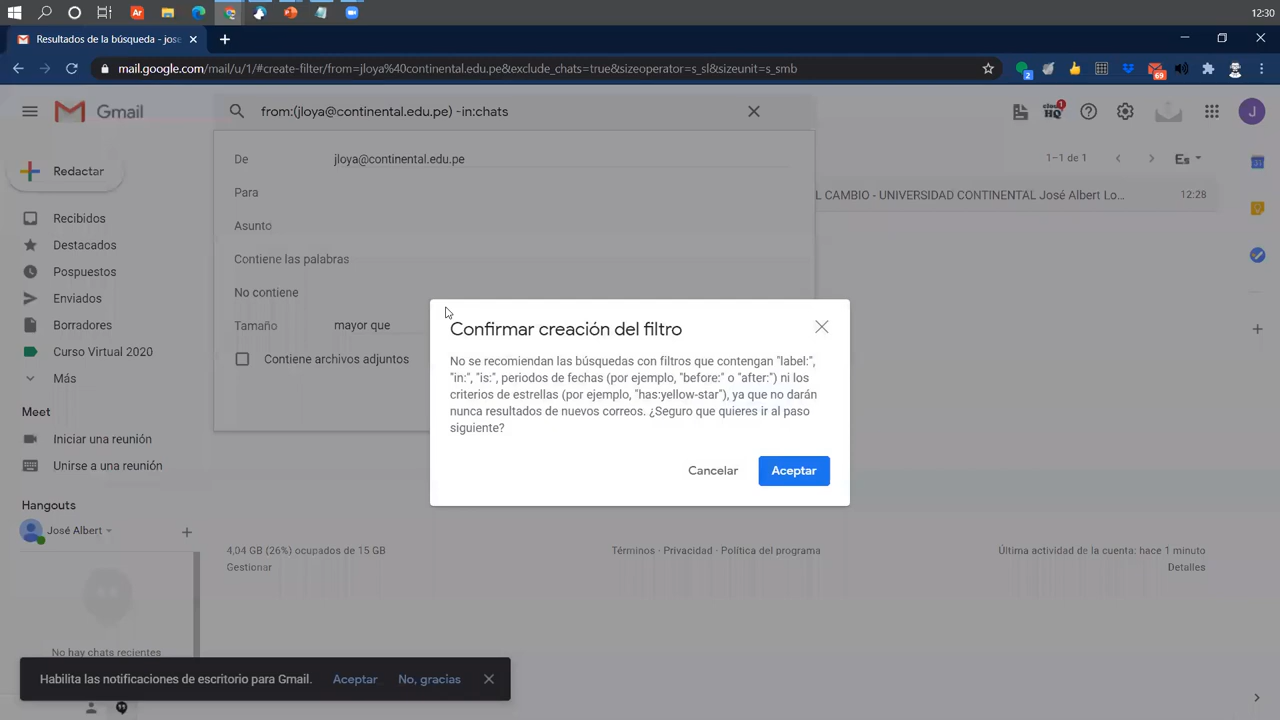 12:30
Resultados de la búsqueda - jose
mail.google.com/mail/u/1/#create-filter/from=jloya%40continental.edu.pe&exclude_chats=true&sizeoperator=s_sl&sizeunit=s_smb
2
69
Gmail
from:(jloya@continental.edu.pe) -in:chats
1
J
De
jloya@continental.edu.pe
1–1 de 1
Es
Redactar
Para
L CAMBIO - UNIVERSIDAD CONTINENTAL José Albert Lo…
12:28
Recibidos
Asunto
Destacados
Contiene las palabras
Pospuestos
No contiene
Enviados
Tamaño
mayor que
Borradores
Contiene archivos adjuntos
Curso Virtual 2020
Más
Confirmar creación del filtro
No se recomiendan las búsquedas con filtros que contengan "label:",
"in:", "is:", periodos de fechas (por ejemplo, "before:" o "after:") ni los
criterios de estrellas (por ejemplo, "has:yellow-star"), ya que no darán
nunca resultados de nuevos correos. ¿Seguro que quieres ir al paso
siguiente?
Cancelar
Aceptar
Meet
Iniciar una reunión
Unirse a una reunión
Hangouts
José Albert
4,04 GB (26%) ocupados de 15 GB
Gestionar
Términos · Privacidad · Política del programa
Última actividad de la cuenta: hace 1 minuto
Detalles
No hay chats recientes
Habilita las notificaciones de escritorio para Gmail.
Aceptar
No, gracias